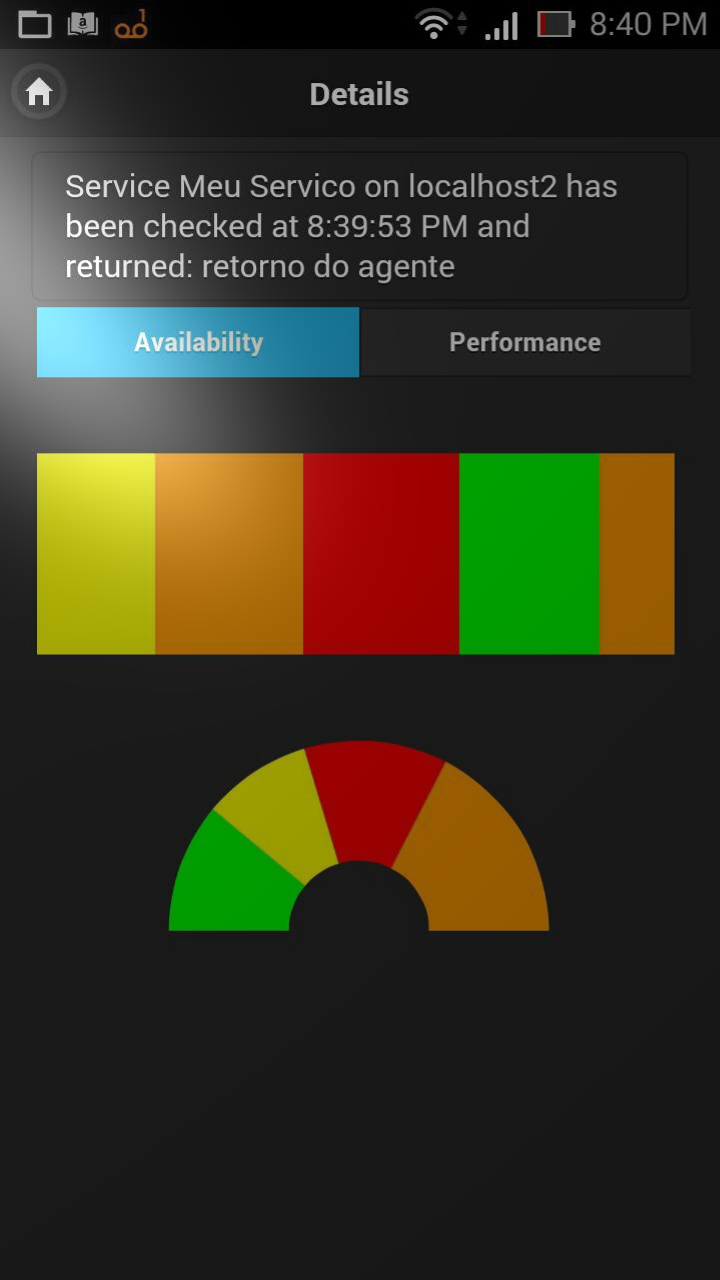 8:40 PM
Details
Service Meu Servico on localhost2 has
been checked at 8:39:53 PM and
returned: retorno do agente
Availability
Performance